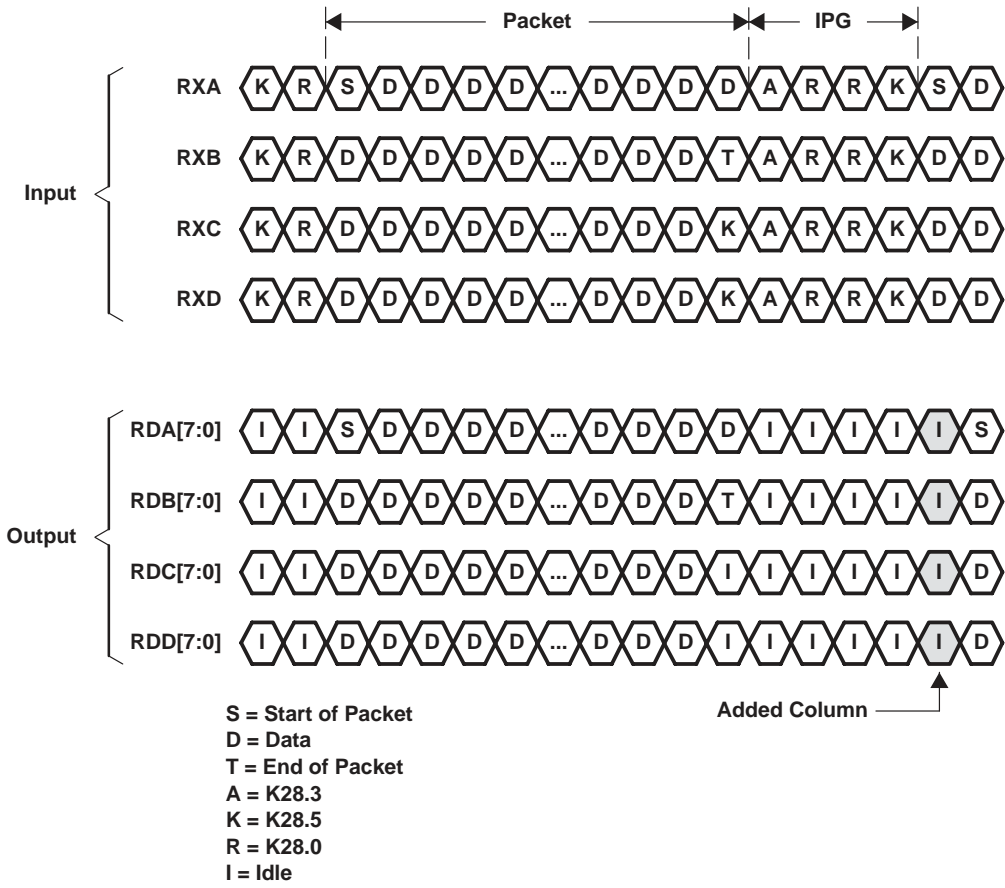 Packet IPG
RXA K R S D D D D ... D D D D A R R K S D
RXB K R D D D D D ... D D D T A R R K D D
Input
RXC K R D D D D D ... D D D K A R R K D D
RXD K R D D D D D ... D D D K A R R K D D
RDA[7:0] I I S D D D D ... D D D D I I I I I S
RDB[7:0] I I D D D D D ... D D D T I I I I I D
Output
RDC[7:0] I I D D D D D ... D D D I I I I I I D
RDD[7:0] I I D D D D D ... D D D I I I I I I D
Added Column
S = Start of Packet
D = Data
T = End of Packet
A = K28.3
K = K28.5
R = K28.0
I = Idle